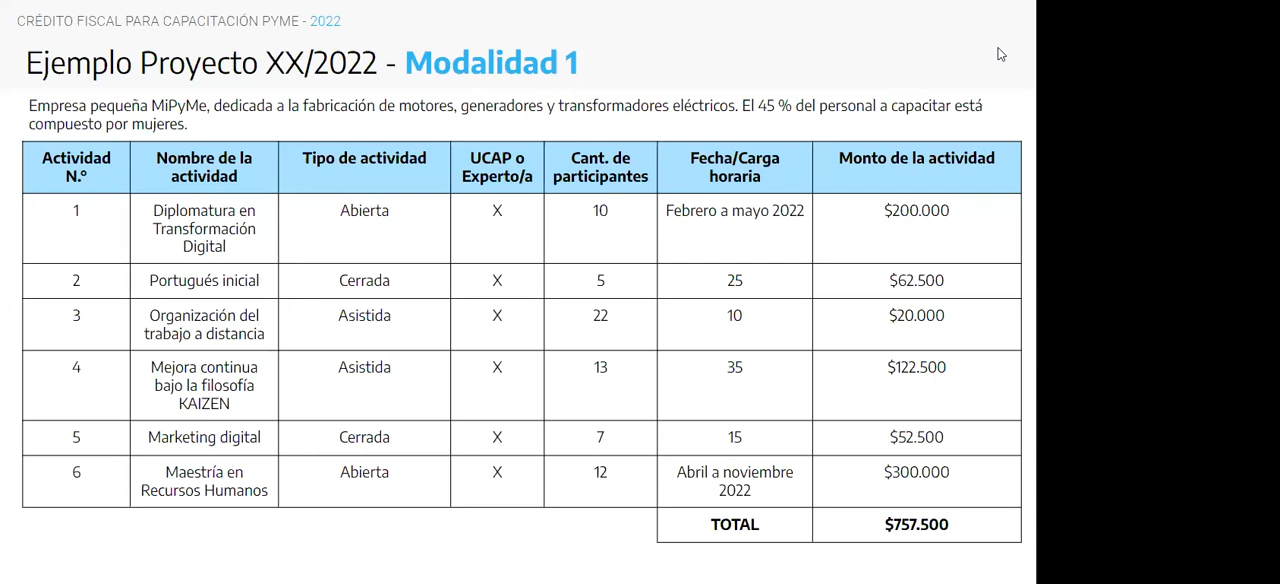 CRÉDITO FISCAL PARA CAPACITACIÓN PYME - 2022
Ejemplo Proyecto XX/2022 - Modalidad 1
Empresa pequeña MiPyMe, dedicada a la fabricación de motores, generadores y transformadores eléctricos. El 45 % del personal a capacitar está
compuesto por mujeres.
Actividad N.° Nombre de la actividad Tipo de actividad UCAP o Experto/a Cant. de participantes Fecha/Carga horaria Monto de la actividad
1 Diplomatura en Transformación Digital Abierta X 10 Febrero a mayo 2022 $200.000
2 Portugués inicial Cerrada X 5 25 $62.500
3 Organización del trabajo a distancia Asistida X 22 10 $20.000
4 Mejora continua bajo la filosofía KAIZEN Asistida X 13 35 $122.500
5 Marketing digital Cerrada X 7 15 $52.500
6 Maestría en Recursos Humanos Abierta X 12 Abril a noviembre 2022 $300.000
TOTAL $757.500